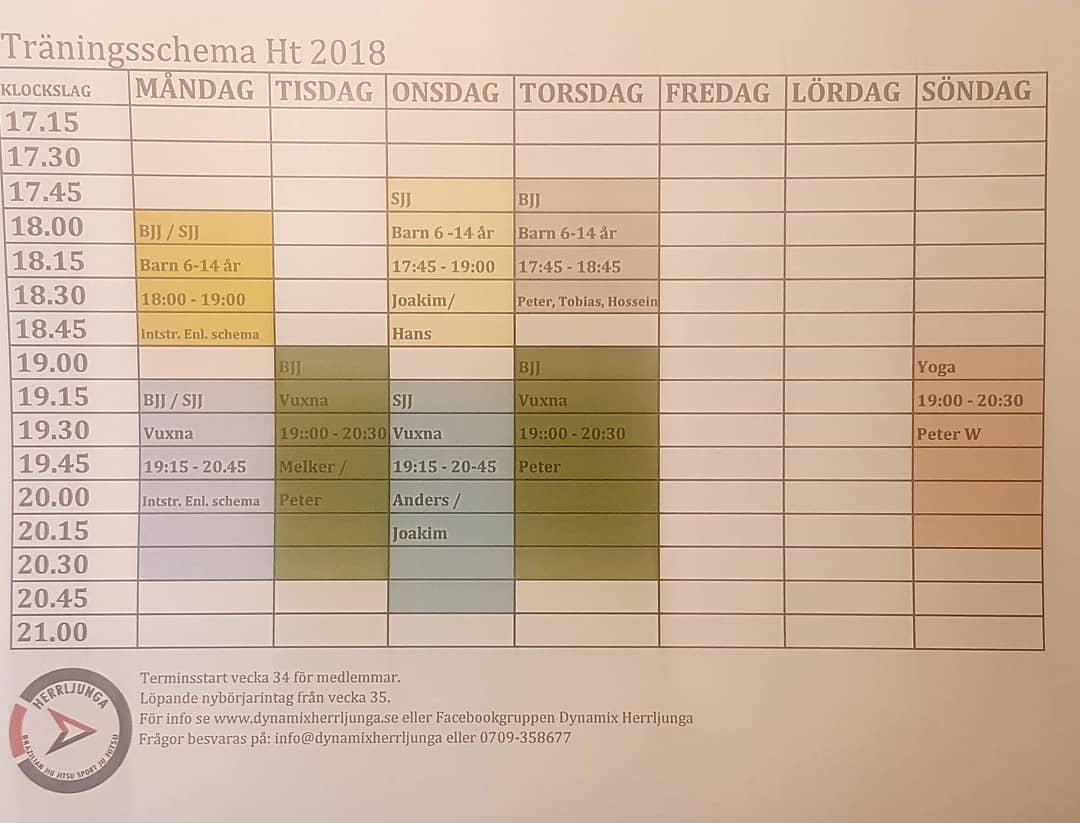 Träningsschema Ht 2018
KLOCKSLAG MÅNDAG TISDAG ONSDAG TORSDAG FREDAG LÖRDAG SÖNDAG
17.15
17.30
17.45 SJJ BJJ
18.00 BJJ / SJJ Barn 6 -14 år Barn 6-14 år
18.15 Barn 6-14 år 17:45 - 19:00 17:45 - 18:45
18.30 18:00 - 19:00 Joakim/ Peter, Tobias, Hossein
18.45 Intstr. Enl. schema Hans
19.00 BJJ BJJ Yoga
19.15 BJJ / SJJ Vuxna SJJ Vuxna 19:00 - 20:30
19.30 Vuxna 19::00 - 20:30 Vuxna 19::00 - 20:30 Peter W
19.45 19:15 - 20.45 Melker / 19:15 - 20-45 Peter
20.00 Intstr. Enl. schema Peter Anders /
20.15 Joakim
20.30
20.45
21.00
Terminsstart vecka 34 för medlemmar.
Löpande nybörjarintag från vecka 35.
För info se www.dynamixherrljunga.se eller Facebookgruppen Dynamix Herrljunga
Frågor besvaras på: info@dynamixherrljunga eller 0709-358677
HERRLJUNGA
BRAZILIAN JIU JITSU SPORT JU JUTSU